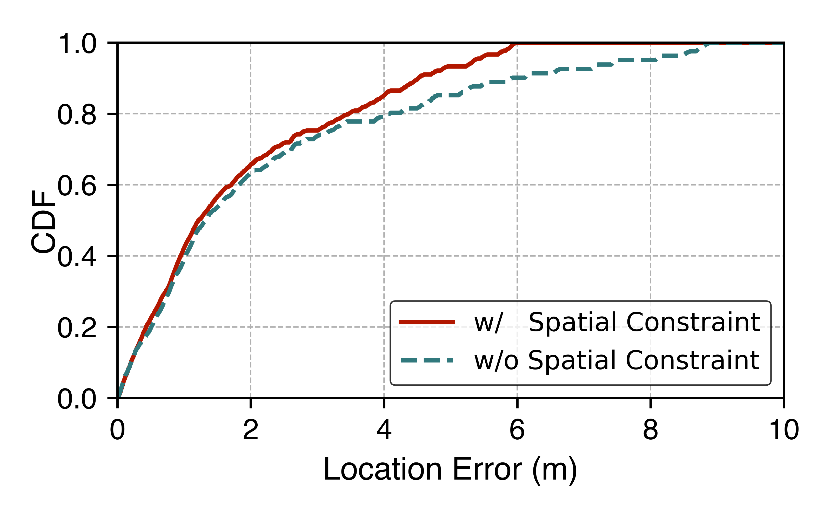 1.0
0.8
0.6
0.4
0.2
0.0
CDF
w/ Spatial Constraint
w/o Spatial Constraint
0 2 4 6 8 10
Location Error (m)